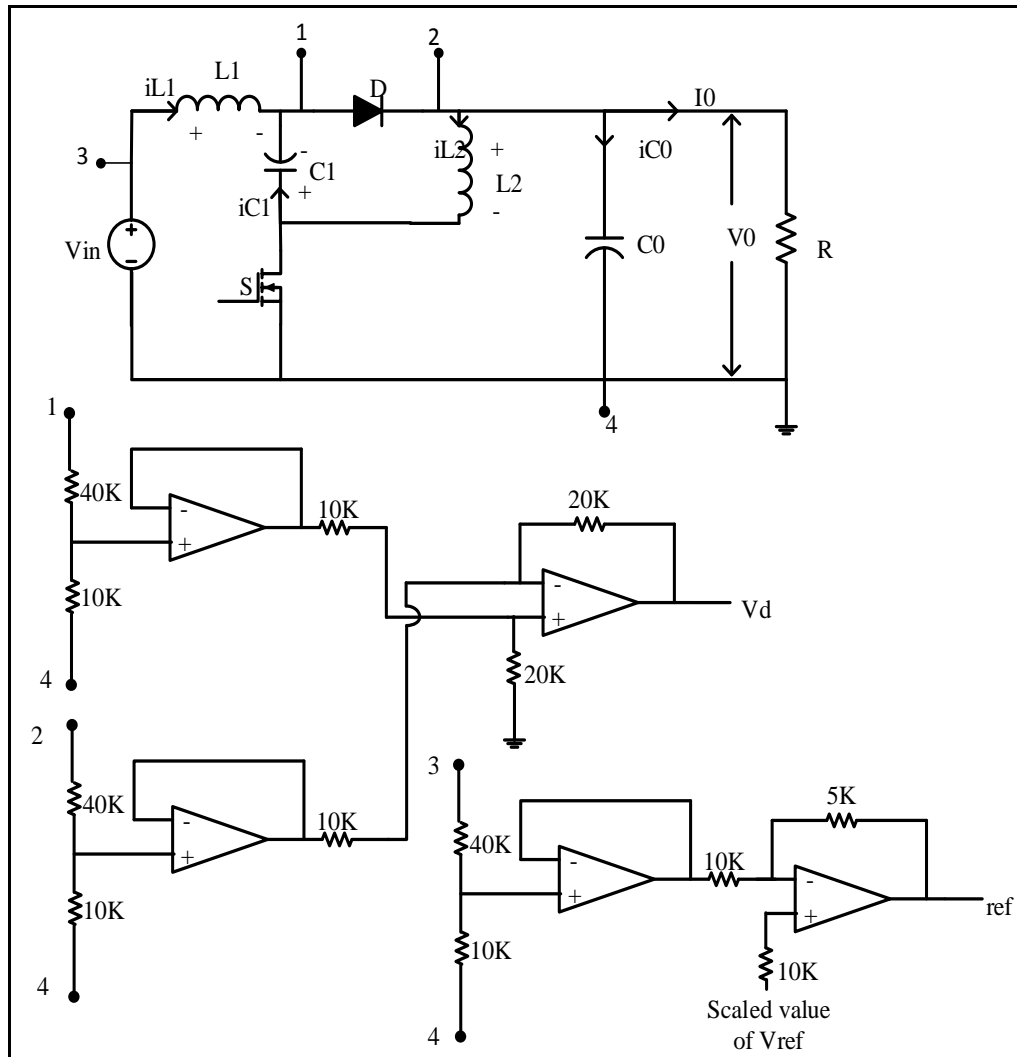 1
2
iL1
L1
D
I0
+
-
3
-
iL2
+
iC0
C1
iC1
+
L2
-
Vin
+
-
C0
V0
R
S
4
1
40K
-
+
10K
10K
4
20K
-
+
Vd
20K
2
40K
-
+
10K
10K
4
3
40K
-
+
10K
10K
4
5K
-
+
ref
10K
Scaled value
of Vref